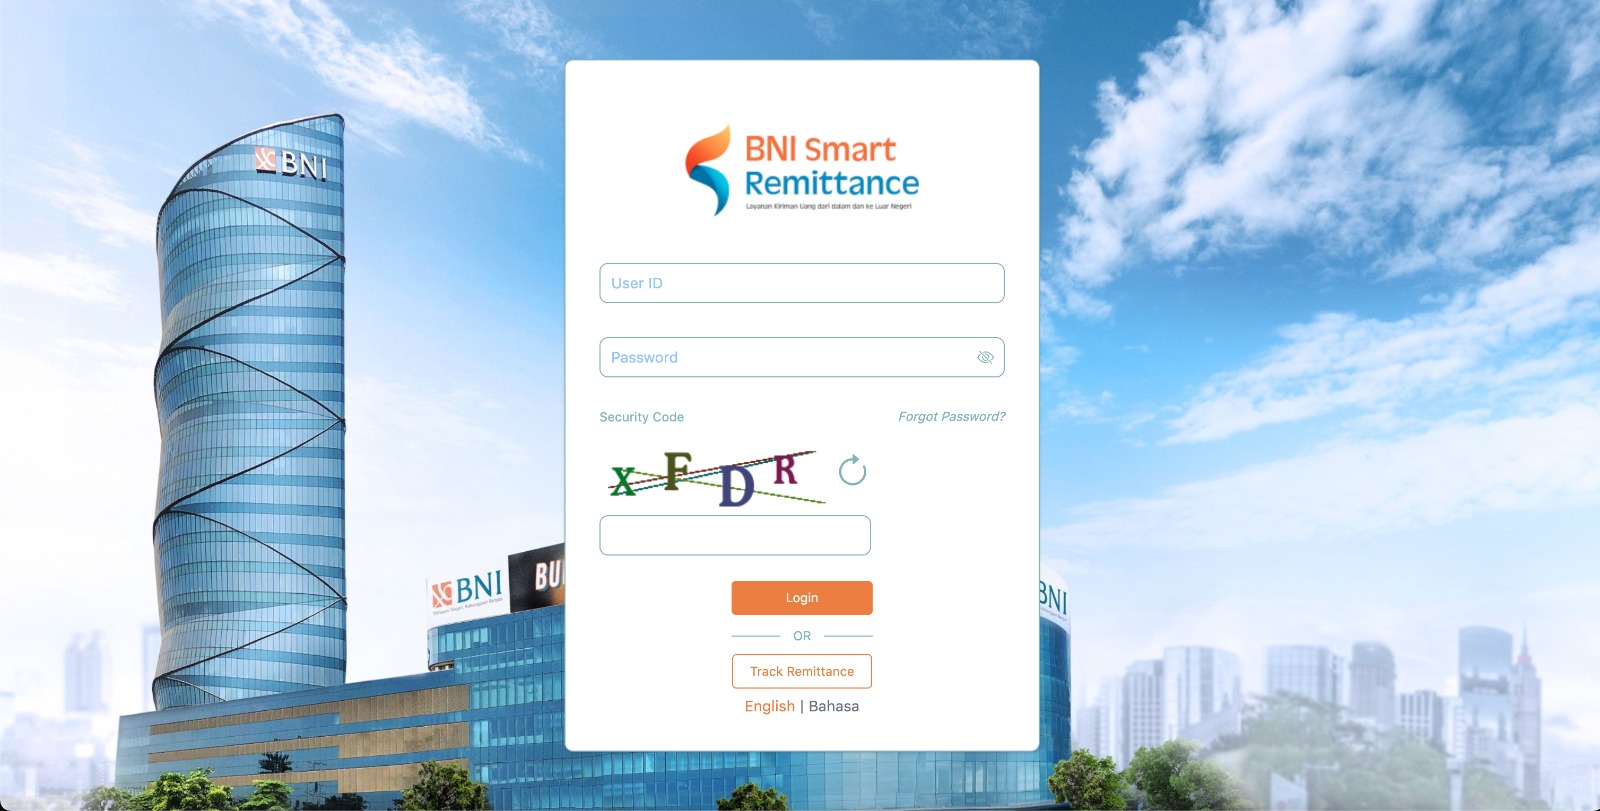 BNI
BNI Smart
Remittance
Layanan Kiriman Uang dari dalam dan ke Luar Negeri
User ID
Password
Security Code
Forgot Password?
X F D R
BNI
BU
BNI
Login
OR
Track Remittance
English | Bahasa